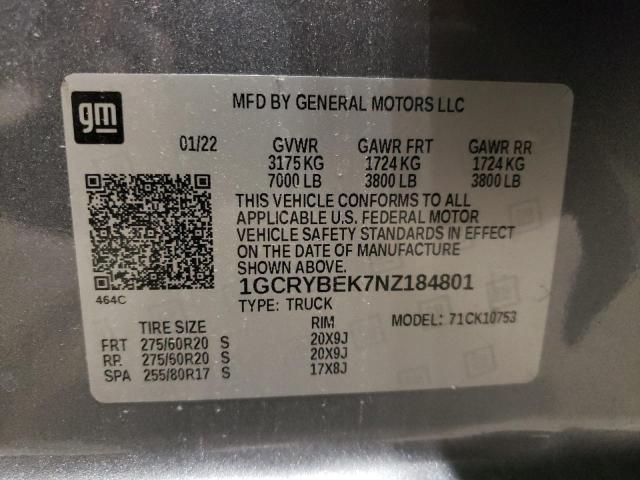 gm
MFD BY GENERAL MOTORS LLC
01/22 GVWR GAWR FRT GAWR RR
3175 KG 1724 KG 1724 KG
7000 LB 3800 LB 3800 LB
THIS VEHICLE CONFORMS TO ALL
APPLICABLE U.S. FEDERAL MOTOR
VEHICLE SAFETY STANDARDS IN EFFECT
ON THE DATE OF MANUFACTURE
SHOWN ABOVE.
1GCRYBEK7NZ184801
464C
TYPE: TRUCK
TIRE SIZE RIM MODEL: 71CK10753
FRT 275/60R20 S 20X9J
RR 275/60R20 S 20X9J
SPA 255/80R17 S 17X8J